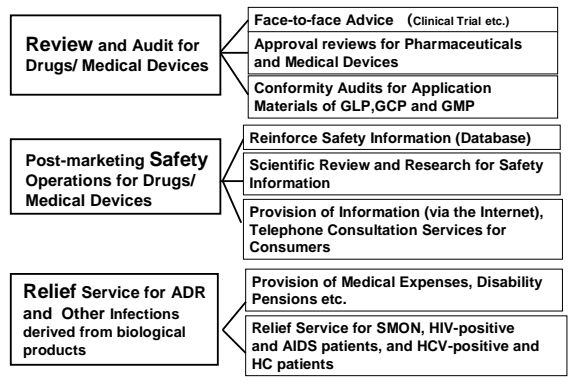 Review and Audit for
Drugs/ Medical Devices
Face-to-face Advice (Clinical Trial etc.)
Approval reviews for Pharmaceuticals
and Medical Devices
Conformity Audits for Application
Materials of GLP,GCP and GMP
Post-marketing Safety
Operations for Drugs/
Medical Devices
Reinforce Safety Information (Database)
Scientific Review and Research for Safety
Information
Provision of Information (via the Internet),
Telephone Consultation Services for
Consumers
Relief Service for ADR
and Other Infections
derived from biological
products
Provision of Medical Expenses, Disability
Pensions etc.
Relief Service for SMON, HIV-positive
and AIDS patients, and HCV-positive and
HC patients